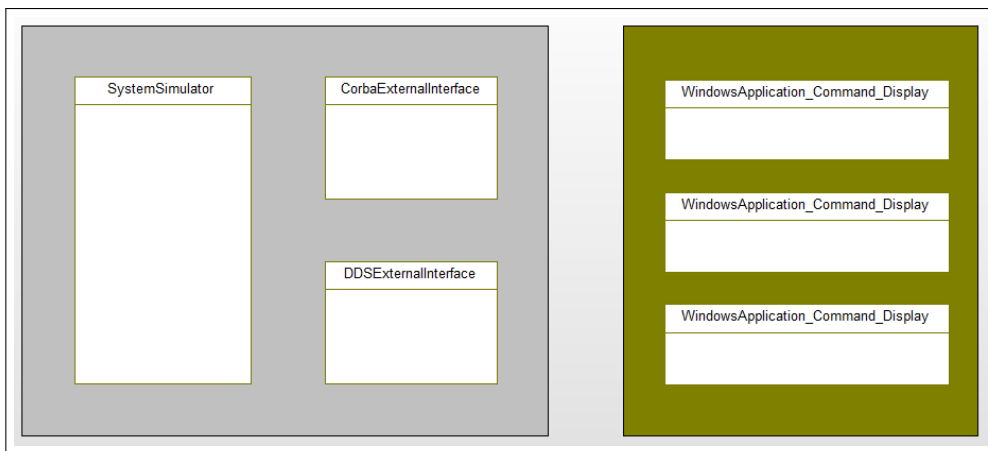 SystemSimulator
CorbaExternalInterface
DDSExternalInterface
WindowsApplication_Command_Display
WindowsApplication_Command_Display
WindowsApplication_Command_Display